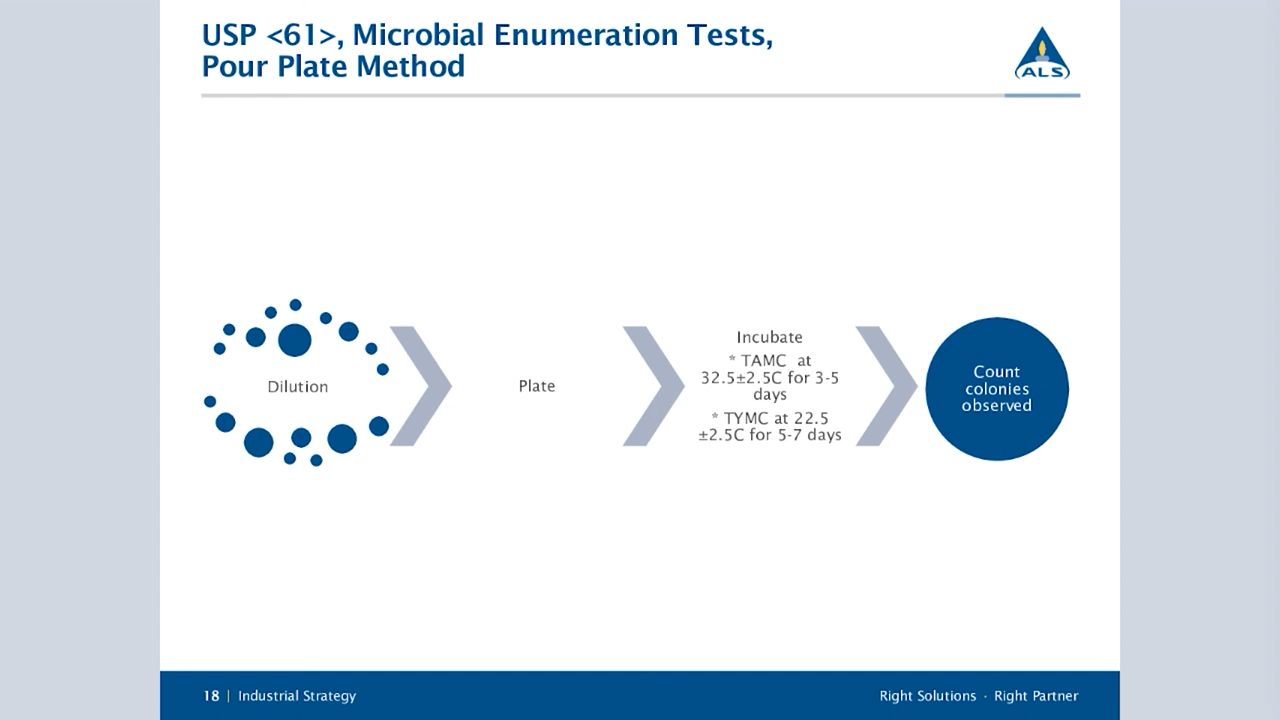 USP <61>, Microbial Enumeration Tests,
Pour Plate Method
ALS
Dilution
Plate
Incubate
* TAMC at
32.5±2.5C for 3-5
days
* TYMC at 22.5
±2.5C for 5-7 days
Count
colonies
observed
18 | Industrial Strategy
Right Solutions · Right Partner